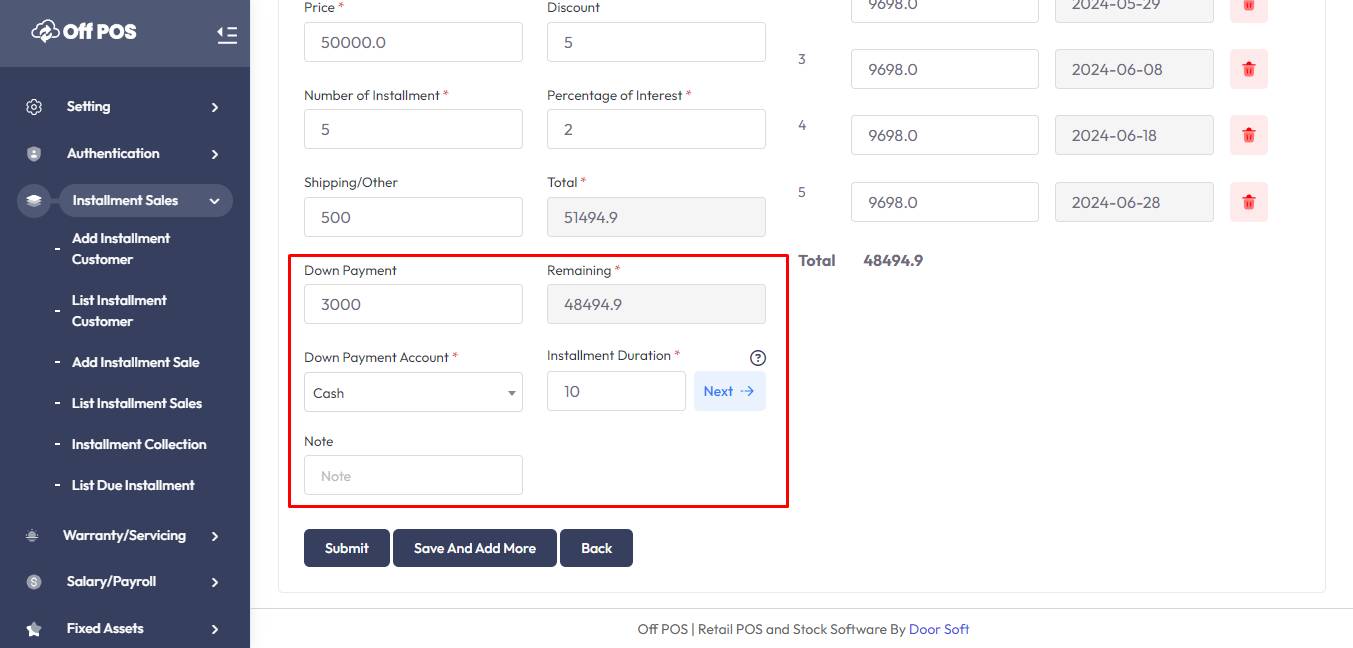 Off POS
Setting
Authentication
Installment Sales
- Add Installment
Customer
- List Installment
Customer
- Add Installment Sale
- List Installment Sales
- Installment Collection
- List Due Installment
Warranty/Servicing
Salary/Payroll
Fixed Assets
Price *
Discount
50000.0
5
Number of Installment *
Percentage of Interest *
5
2
Shipping/Other
Total *
500
51494.9
Down Payment
Remaining *
3000
48494.9
Down Payment Account *
Installment Duration *
?
Cash
10
Next
Note
Note
Submit
Save And Add More
Back
9698.0
2024-05-29
3
9698.0
2024-06-08
4
9698.0
2024-06-18
5
9698.0
2024-06-28
Total 48494.9
Off POS | Retail POS and Stock Software By Door Soft